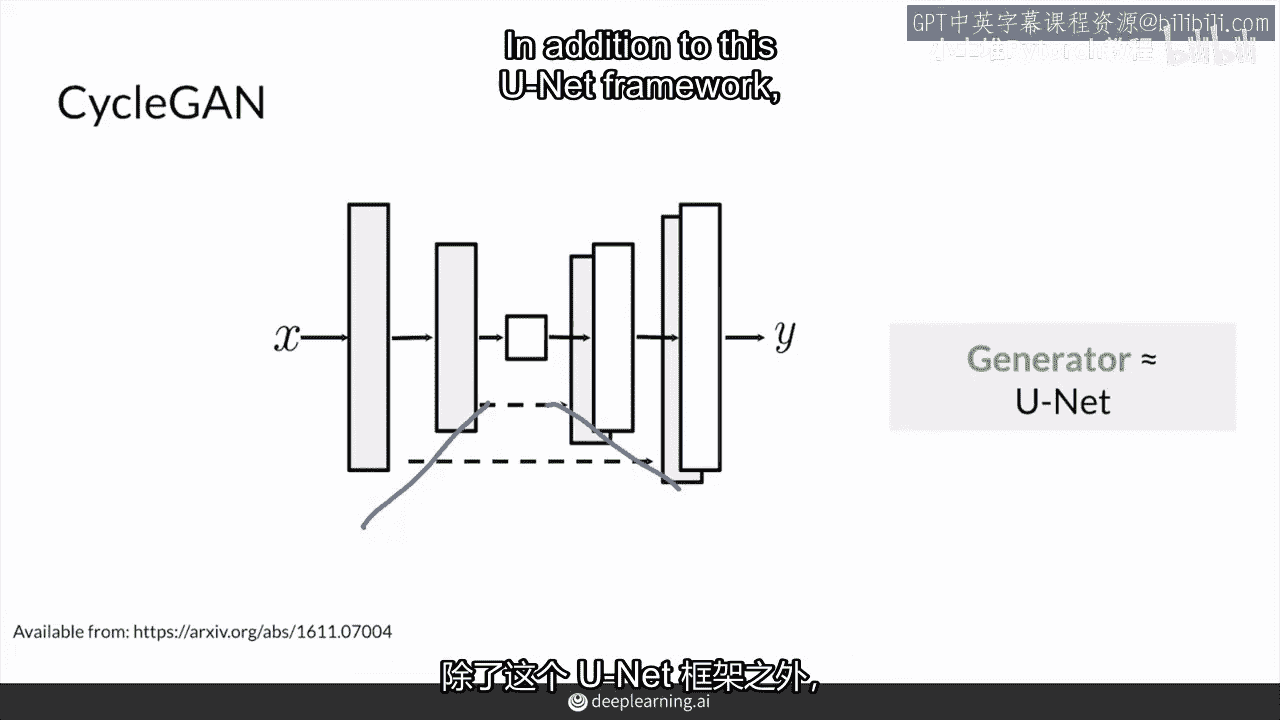 GPT中英字幕课程资源@bilibili.com
In addition to this
U-Net framework,
CycleGAN
x
y
Generator ≈
U-Net
Available from: https://arxiv.org/abs/1611.07004
除了这个 U-Net 框架之外,
deeplearning.ai